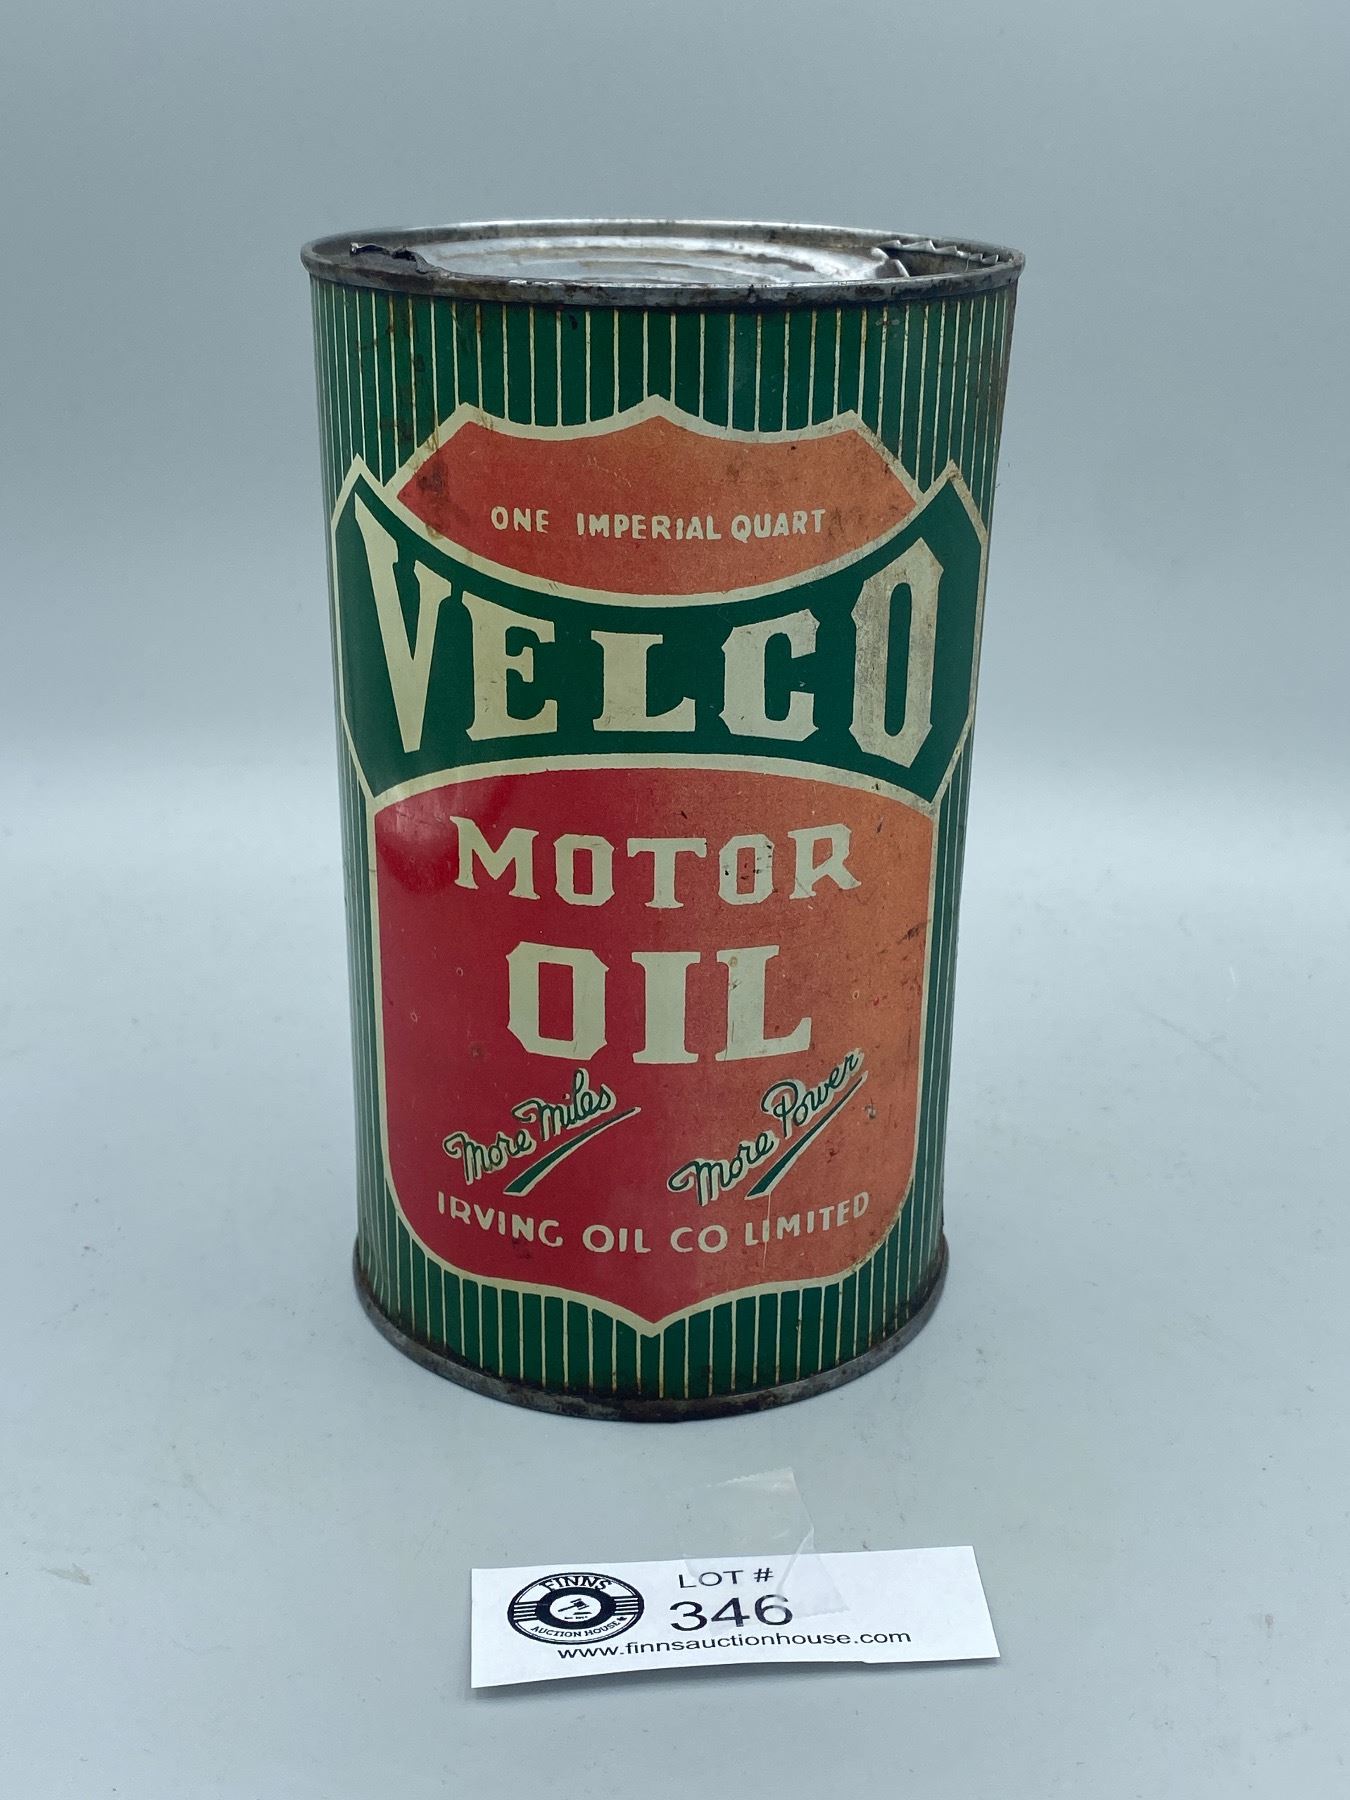 ONE IMPERIAL QUART
VELCO
MOTOR
OIL
More Miles
More Power
IRVING OIL CO LIMITED
FINNS
AUCTION HOUSE
LOT #
346
www.finnsauctionhouse.com